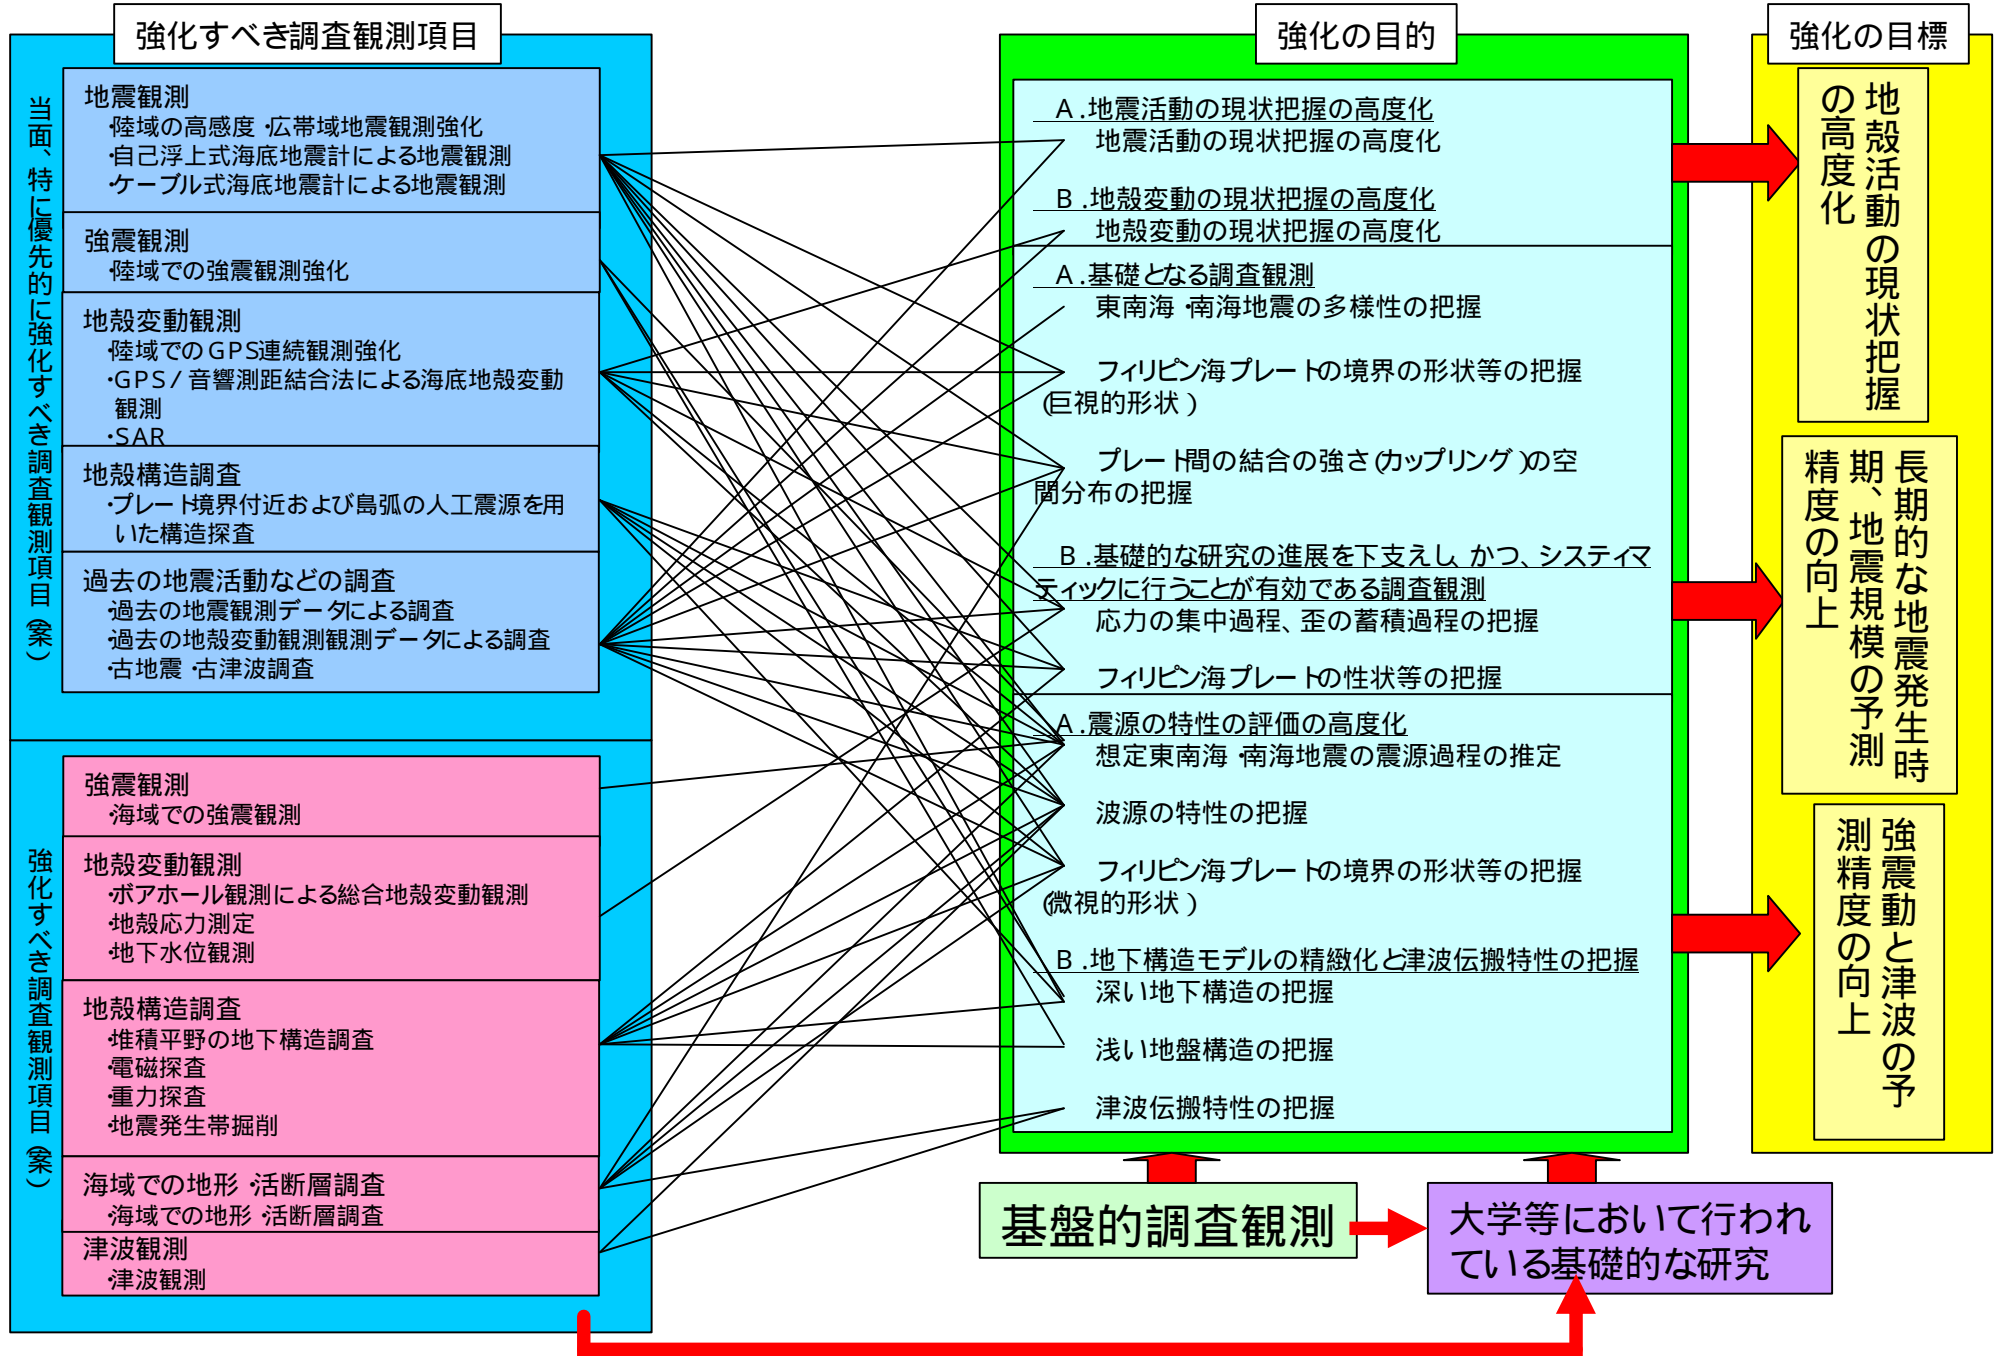 強化すべき調査観測項目
当面、特に優先的に強化すべき調査観測項目(案)
地震観測
・陸域の高感度・広帯域地震観測強化
・自己浮上式海底地震計による地震観測
・ケーブル式海底地震計による地震観測
強震観測
・陸域での強震観測強化
地殻変動観測
・陸域でのGPS連続観測強化
・GPS/音響測距結合法による海底地殻変動
観測
・SAR
地殻構造調査
・プレート境界付近および島弧の人工震源を用
いた構造探査
過去の地震活動などの調査
・過去の地震観測データによる調査
・過去の地殻変動観測観測データによる調査
・古地震・古津波調査
強化すべき調査観測項目(案)
強震観測
・海域での強震観測
地殻変動観測
・ボアホール観測による総合地殻変動観測
・地殻応力測定
・地下水位観測
地殻構造調査
・堆積平野の地下構造調査
・電磁探査
・重力探査
・地震発生帯掘削
海域での地形・活断層調査
・海域での地形・活断層調査
津波観測
・津波観測
強化の目的
A.地震活動の現状把握の高度化
地震活動の現状把握の高度化
B.地殻変動の現状把握の高度化
地殻変動の現状把握の高度化
A.基礎となる調査観測
東南海・南海地震の多様性の把握
フィリピン海プレートの境界の形状等の把握
(巨視的形状)
プレート間の結合の強さ(カップリング)の空
間分布の把握
B.基礎的な研究の進展を下支えし、かつ、システィマ
ティックに行うことが有効である調査観測
応力の集中過程、歪の蓄積過程の把握
フィリピン海プレートの性状等の把握
A.震源の特性の評価の高度化
想定東南海・南海地震の震源過程の推定
波源の特性の把握
フィリピン海プレートの境界の形状等の把握
(微視的形状)
B.地下構造モデルの精緻化と津波伝搬特性の把握
深い地下構造の把握
浅い地盤構造の把握
津波伝搬特性の把握
強化の目標
地殻活動の現状把握
の高度化
長期的な地震発生時
期、地震規模の予測
精度の向上
強震動と津波の予
測精度の向上
基盤的調査観測
大学等において行われ
ている基礎的な研究